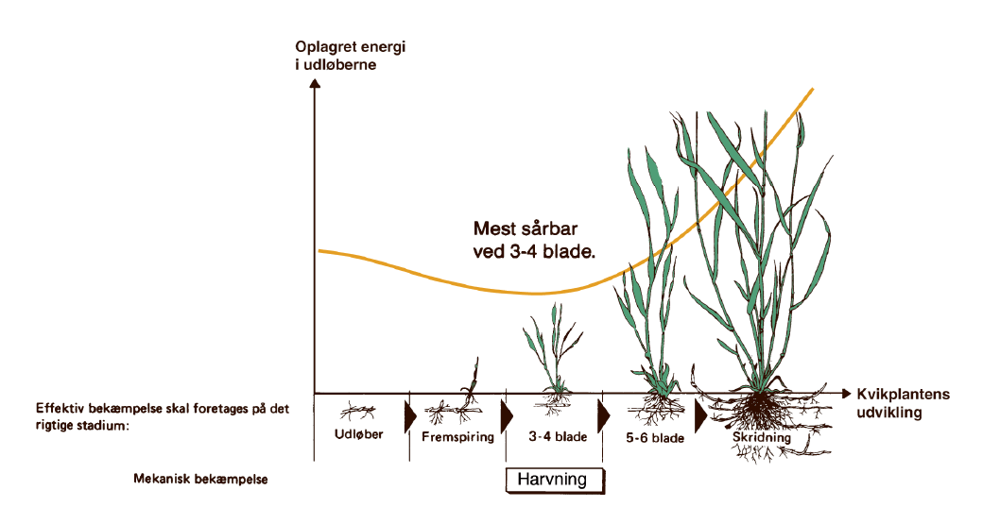 Oplagret energi
i udløberne
Mest sårbar
ved 3-4 blade.
Kvikplantens
udvikling
Effektiv bekæmpelse skal foretages på det
rigtige stadium:
Udløber
Fremspiring
3-4 blade
5-6 blade
Skridning
Mekanisk bekæmpelse
Harvning